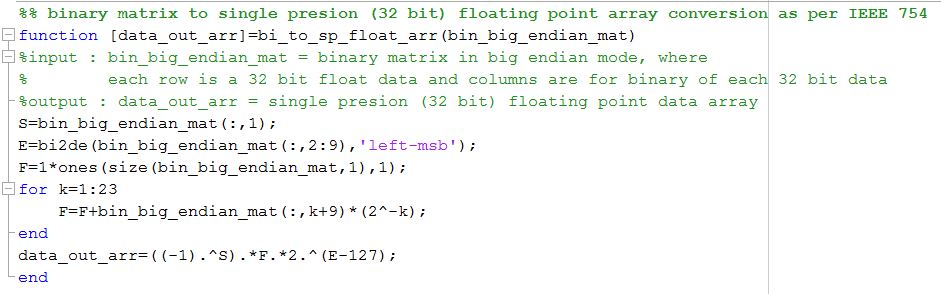 %% binary matrix to single presion (32 bit) floating point array conversion as per IEEE 754
function [data_out_arr]=bi_to_sp_float_arr(bin_big_endian_mat)
%input : bin_big_endian_mat = binary matrix in big endian mode, where
%        each row is a 32 bit float data and columns are for binary of each 32 bit data
%output : data_out_arr = single presion (32 bit) floating point data array
S=bin_big_endian_mat(:,1);
E=bi2de(bin_big_endian_mat(:,2:9),'left-msb');
F=1*ones(size(bin_big_endian_mat,1),1);
for k=1:23
    F=F+bin_big_endian_mat(:,k+9)*(2^-k);
end
data_out_arr=((-1).^S).*F.*2.^(E-127);
end